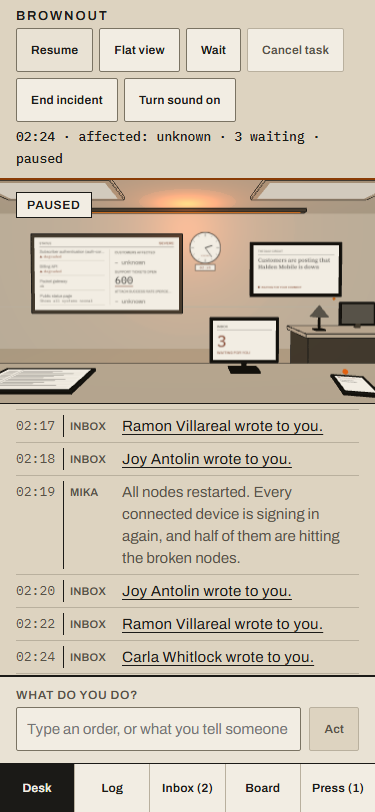 BROWNOUT
Resume
Flat view
Wait
Cancel task
End incident
Turn sound on
02:24 · affected: unknown · 3 waiting ·
paused
PAUSED
unknown
600
unknown
Customers are posting that
Halden Mobile is down
3
WAITING FOR YOU
02:17 INBOX Ramon Villareal wrote to you.
02:18 INBOX Joy Antolin wrote to you.
02:19 MIKA All nodes restarted. Every
connected device is signing in
again, and half of them are hitting
the broken nodes.
02:20 INBOX Joy Antolin wrote to you.
02:22 INBOX Ramon Villareal wrote to you.
02:24 INBOX Carla Whitlock wrote to you.
WHAT DO YOU DO?
Type an order, or what you tell someone
Act
Desk
Log
Inbox (2)
Board
Press (1)